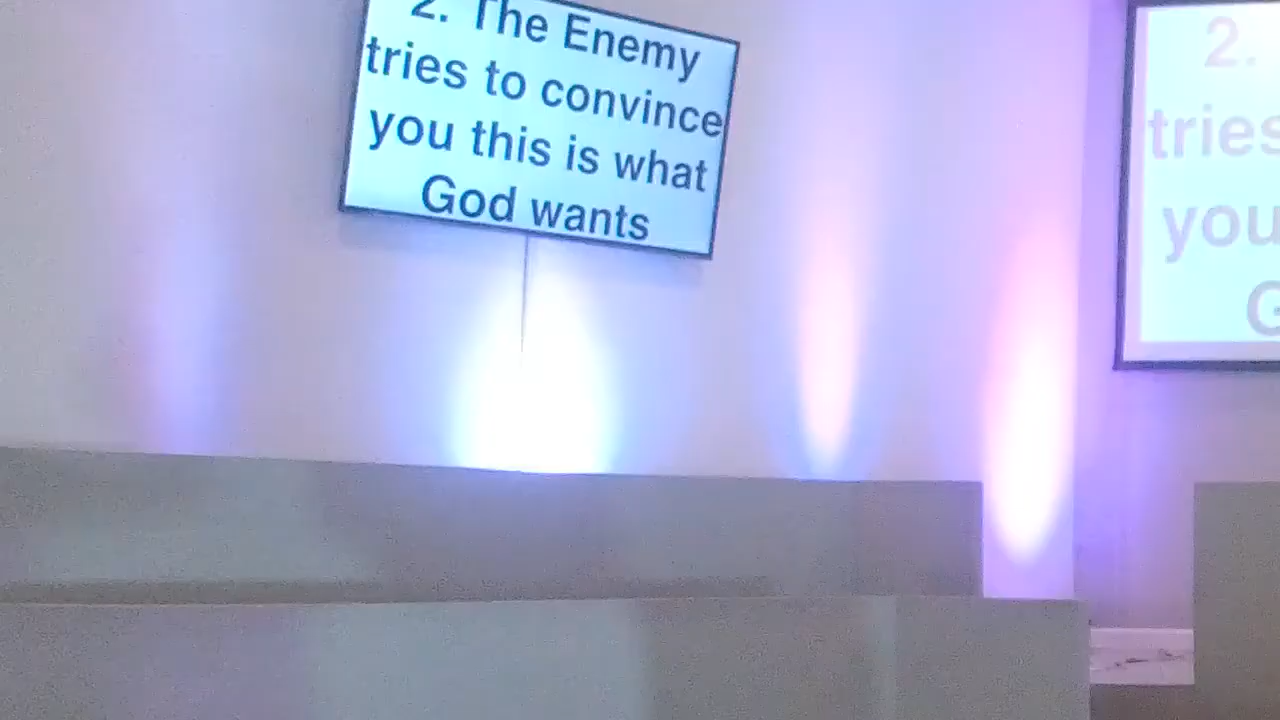 2. The Enemy
tries to convince
you this is what
God wants
2.
tries
you
G